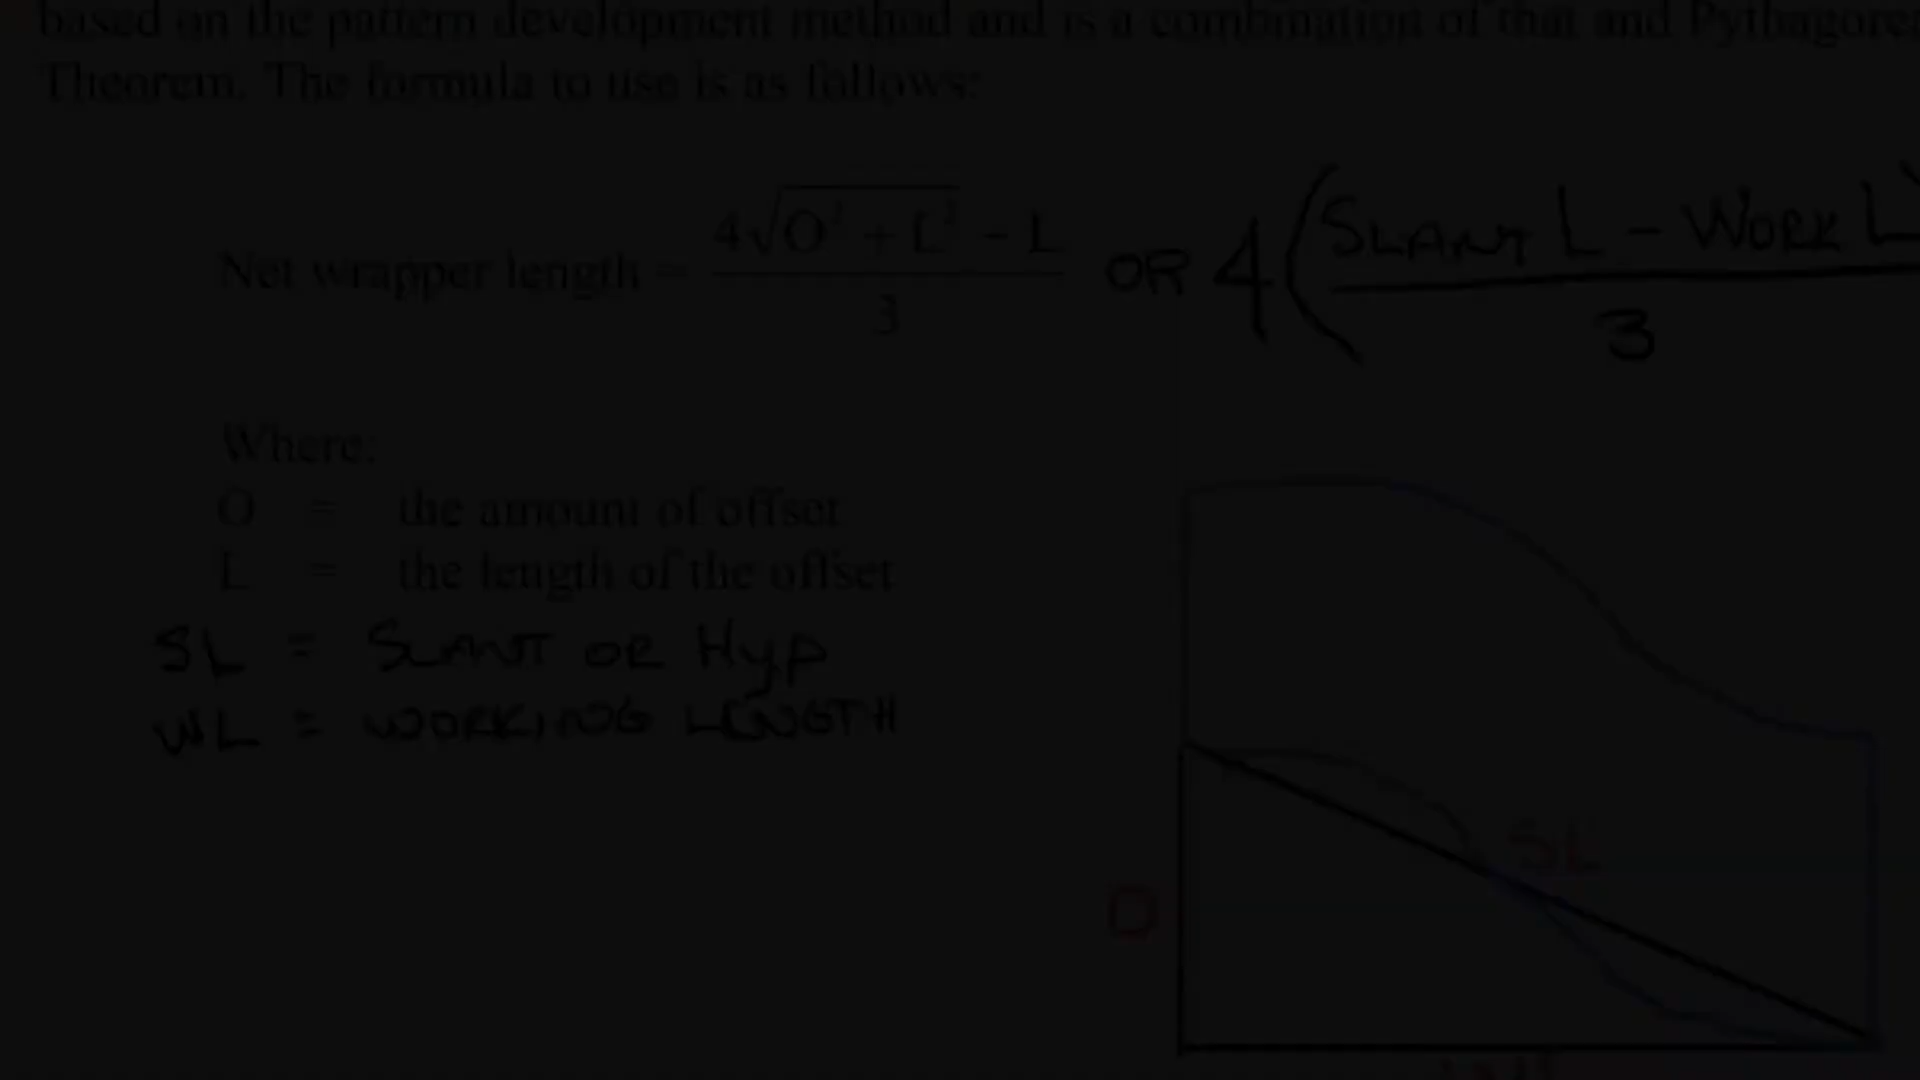 based on the pattern development method and is a combination of that and Pythagorea
Theorem. The formula to use is as follows:
Net wrapper length = 4√O² + L² - L / 3 OR 4(SLANT L - WORK L) / 3
Where:
O = the amount of offset
L = the length of the offset
SL = SLANT OR HYP
WL = WORKING LENGTH
SL
O